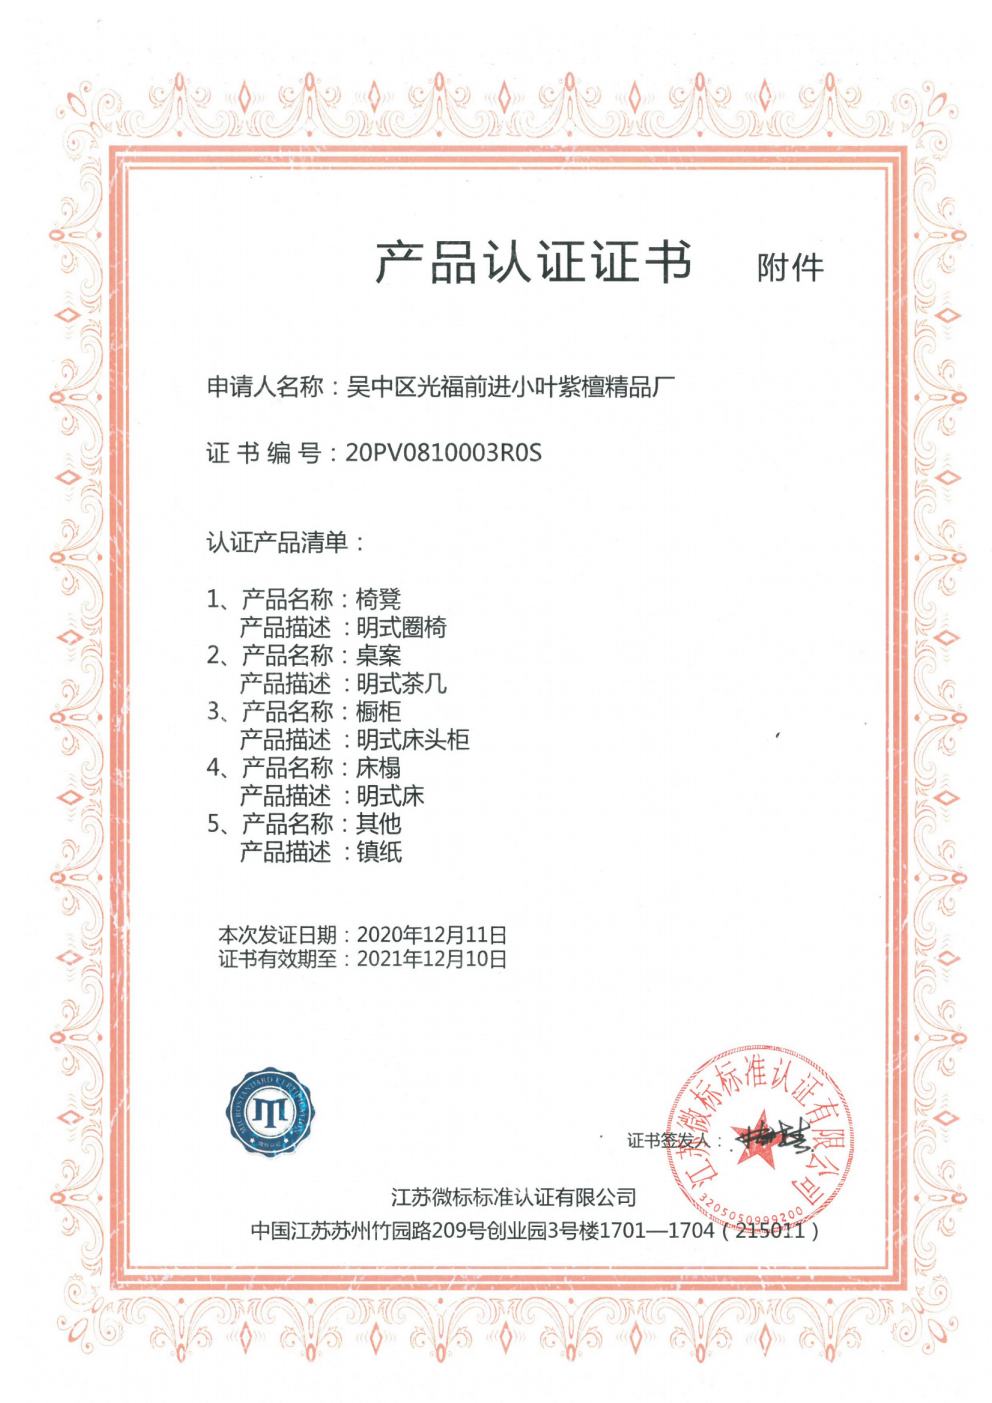 产品认证证书 附件
申请人名称：吴中区光福前进小叶紫檀精品厂
证书编号：20PV0810003R0S
认证产品清单：
1、产品名称：椅凳
产品描述：明式圈椅
2、产品名称：桌案
产品描述：明式茶几
3、产品名称：橱柜
产品描述：明式床头柜
4、产品名称：床榻
产品描述：明式床
5、产品名称：其他
产品描述：镇纸
本次发证日期：2020年12月11日
证书有效期至：2021年12月10日
MICROSTANDARD CERTIFICATION
江苏微标标准认证有限公司
3205050999200
证书签发人：
江苏微标标准认证有限公司
中国江苏苏州竹园路209号创业园3号楼1701—1704（215011）